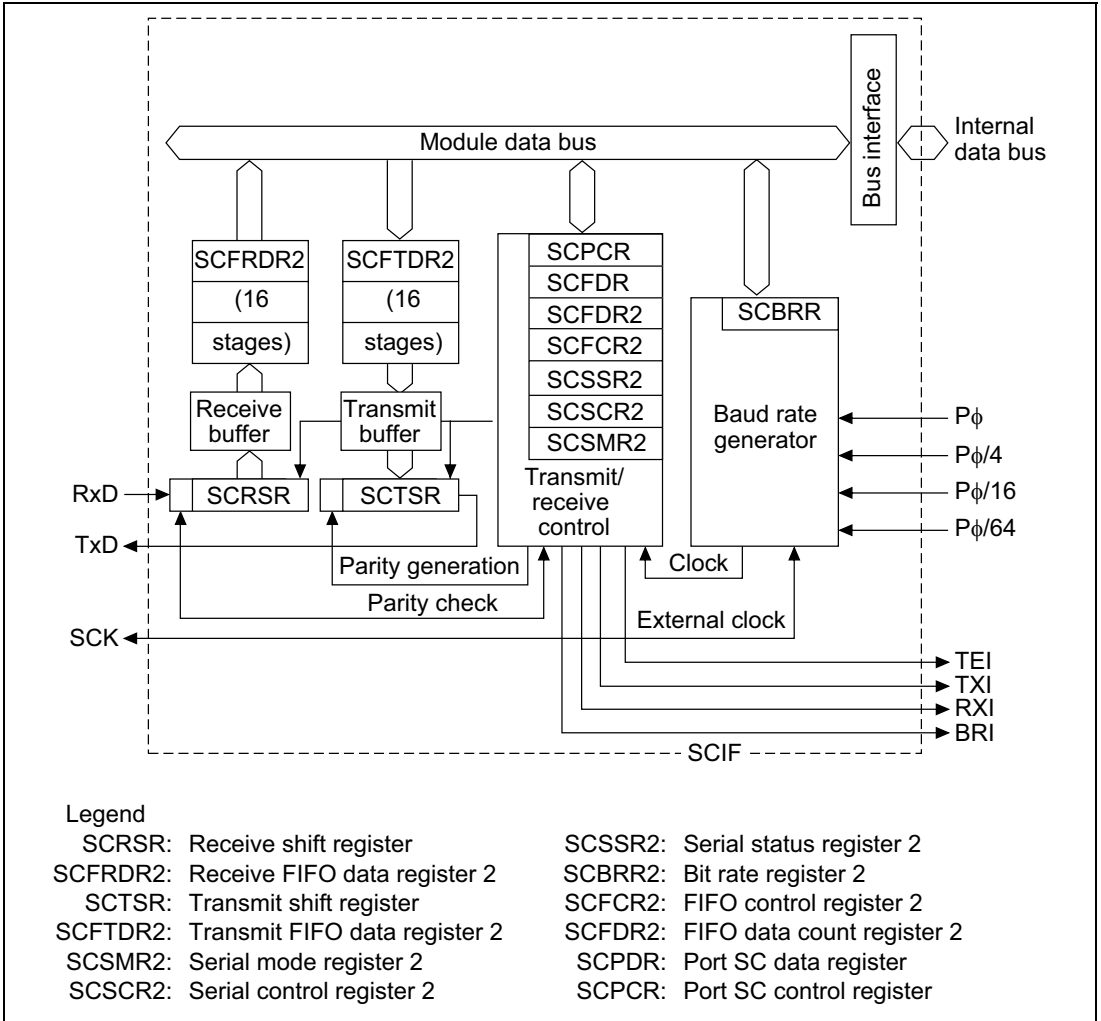 Module data bus
Bus interface
Internal
data bus
SCFRDR2
(16
stages)
SCFTDR2
(16
stages)
SCPCR
SCFDR
SCFDR2
SCFCR2
SCSSR2
SCSCR2
SCSMR2
Transmit/
receive
control
SCBRR
Baud rate
generator
Receive
buffer
Transmit
buffer
Pϕ
Pϕ/4
Pϕ/16
Pϕ/64
RxD
SCRSR
SCTSR
TxD
Parity generation
Clock
Parity check
External clock
SCK
TEI
TXI
RXI
BRI
SCIF
Legend
SCRSR: Receive shift register
SCFRDR2: Receive FIFO data register 2
SCTSR: Transmit shift register
SCFTDR2: Transmit FIFO data register 2
SCSMR2: Serial mode register 2
SCSCR2: Serial control register 2
SCSSR2: Serial status register 2
SCBRR2: Bit rate register 2
SCFCR2: FIFO control register 2
SCFDR2: FIFO data count register 2
SCPDR: Port SC data register
SCPCR: Port SC control register